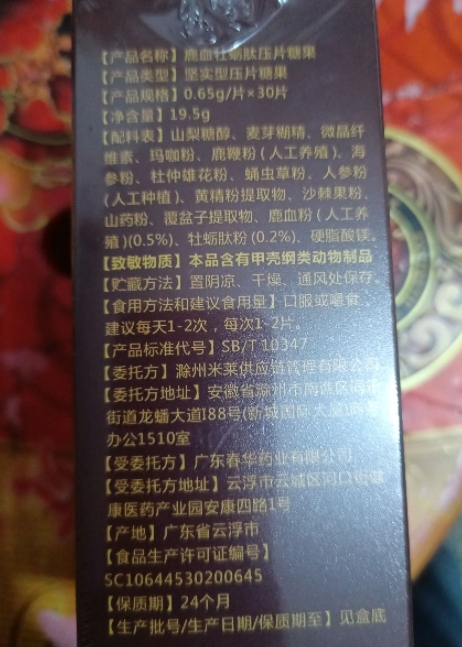 【产品名称】鹿血牡蛎肽压片糖果
【产品类型】坚实型压片糖果
【产品规格】0.65g/片×30片
【净含量】19.5g
【配料表】山梨糖醇、麦芽糊精、微晶纤
维素、玛咖粉、鹿鞭粉(人工养殖)、海
参粉、杜仲雄花粉、蛹虫草粉、人参粉
(人工种植)、黄精粉提取物、沙棘果粉、
山药粉、覆盆子提取物、鹿血粉(人工养
殖)(0.5%)、牡蛎肽粉(0.2%)、硬脂酸镁。
【致敏物质】本品含有甲壳纲类动物制品
【贮藏方法】置阴凉、干燥、通风处保存。
【食用方法和建议食用量】口服或嚼食，
建议每天1-2次，每次1-2片。
【产品标准代号】SB/T 10347
【委托方】滁州米莱供应链管理有限公司
【委托方地址】安徽省滁州市南谯区
街道龙蟠大道188号(新城国际大厦)
办公1510室
【受委托方】广东春华药业有限公司
【受委托方地址】云浮市云城区河口街健
康医药产业园安康四路1号
【产地】广东省云浮市
【食品生产许可证编号】
SC10644530200645
【保质期】24个月
【生产批号/生产日期/保质期至】见盒底